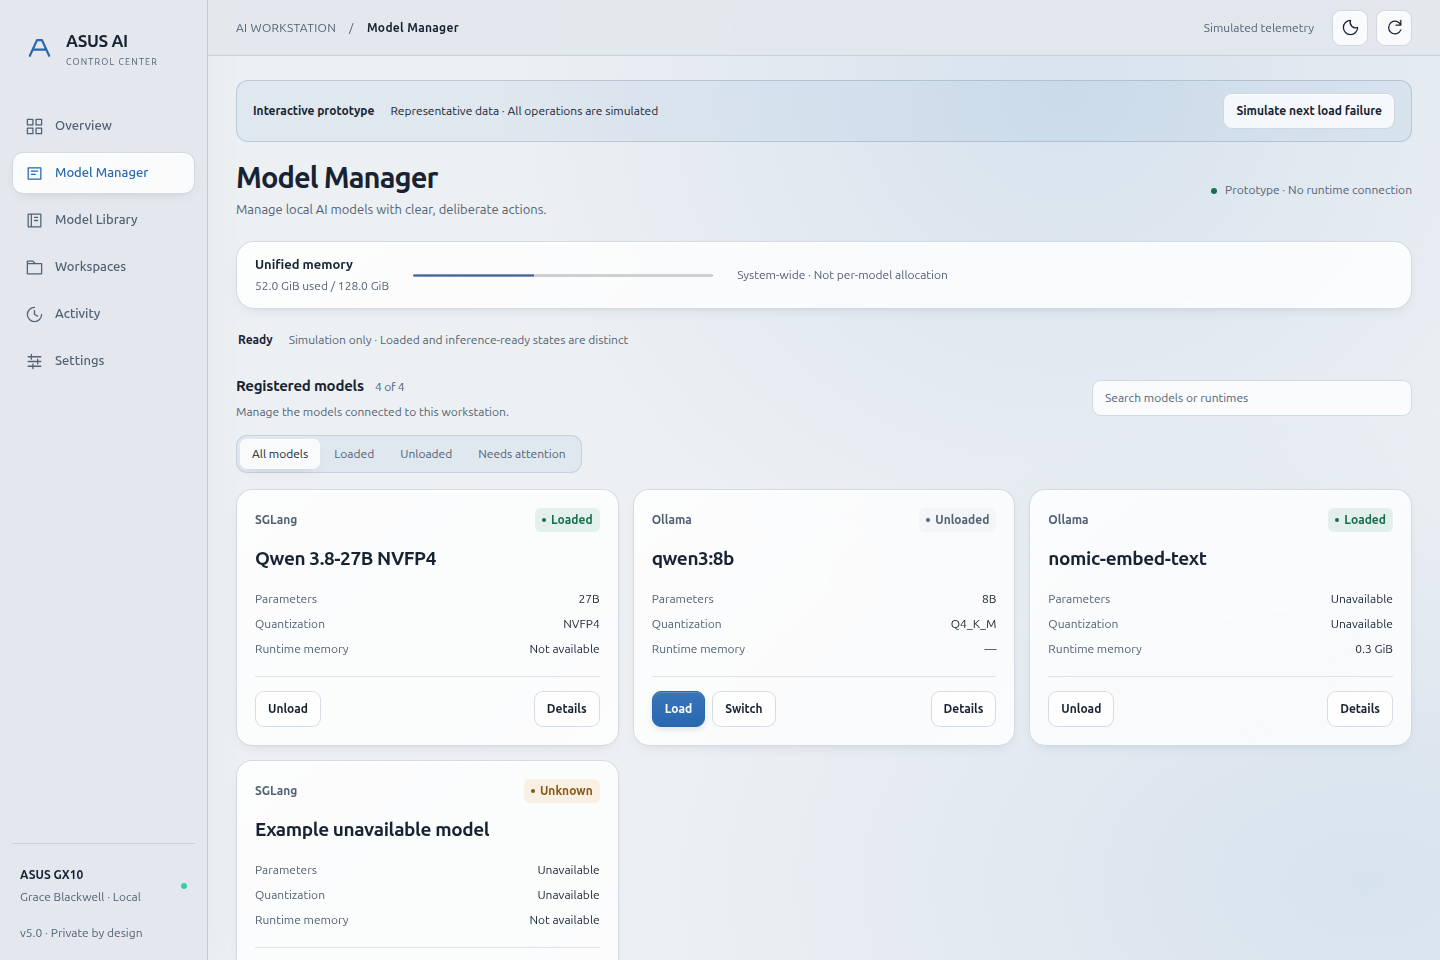 ASUS AI
CONTROL CENTER
Overview
Model Manager
Model Library
Workspaces
Activity
Settings
ASUS GX10
Grace Blackwell · Local
v5.0 · Private by design
AI WORKSTATION / Model Manager
Simulated telemetry
Interactive prototype Representative data · All operations are simulated
Simulate next load failure
Model Manager
Manage local AI models with clear, deliberate actions.
Prototype · No runtime connection
Unified memory
52.0 GiB used / 128.0 GiB
System-wide · Not per-model allocation
Ready Simulation only · Loaded and inference-ready states are distinct
Registered models 4 of 4
Manage the models connected to this workstation.
Search models or runtimes
All models Loaded Unloaded Needs attention
SGLang • Loaded
Qwen 3.8-27B NVFP4
Parameters 27B
Quantization NVFP4
Runtime memory Not available
Unload Details
Ollama • Unloaded
qwen3:8b
Parameters 8B
Quantization Q4_K_M
Runtime memory —
Load Switch Details
Ollama • Loaded
nomic-embed-text
Parameters Unavailable
Quantization Unavailable
Runtime memory 0.3 GiB
Unload Details
SGLang • Unknown
Example unavailable model
Parameters Unavailable
Quantization Unavailable
Runtime memory Not available